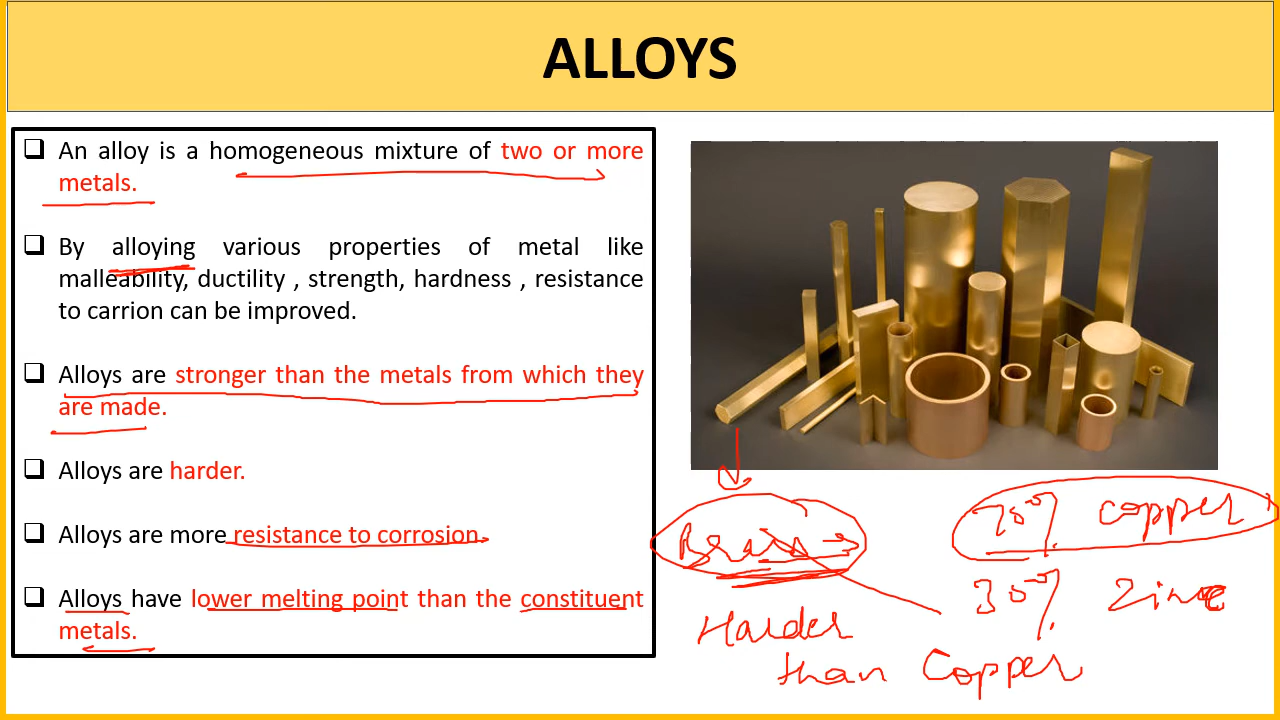 ALLOYS
An alloy is a homogeneous mixture of two or more
metals.
By alloying various properties of metal like
malleability, ductility , strength, hardness , resistance
to carrion can be improved.
Alloys are stronger than the metals from which they
are made.
Alloys are harder.
Alloys are more resistance to corrosion.
Alloys have lower melting point than the constituent
metals.
Brass
70% copper
30% Zinc
Harder
than Copper